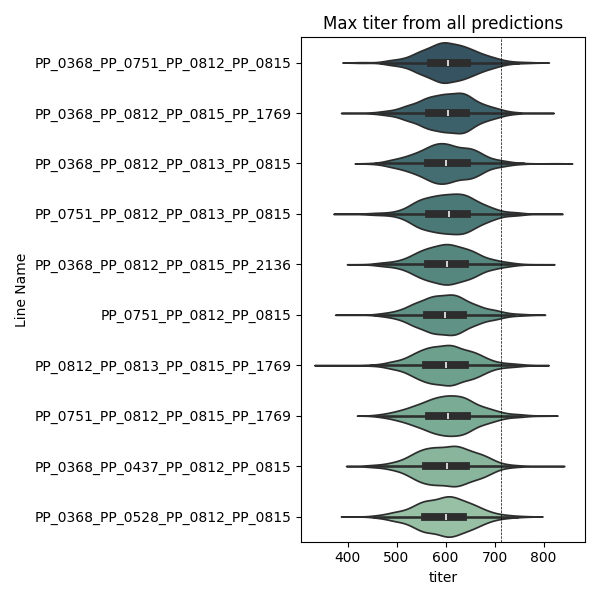 Max titer from all predictions
PP_0368_PP_0751_PP_0812_PP_0815
PP_0368_PP_0812_PP_0815_PP_1769
PP_0368_PP_0812_PP_0813_PP_0815
PP_0751_PP_0812_PP_0813_PP_0815
PP_0368_PP_0812_PP_0815_PP_2136
PP_0751_PP_0812_PP_0815
PP_0812_PP_0813_PP_0815_PP_1769
PP_0751_PP_0812_PP_0815_PP_1769
PP_0368_PP_0437_PP_0812_PP_0815
PP_0368_PP_0528_PP_0812_PP_0815
Line Name
400 500 600 700 800
titer